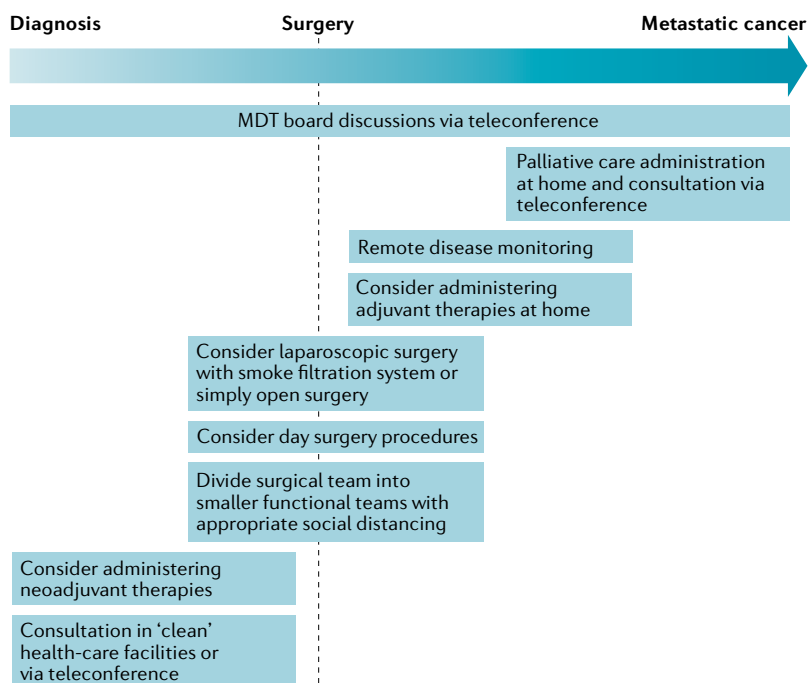 Diagnosis
Surgery
Metastatic cancer
MDT board discussions via teleconference
Palliative care administration
at home and consultation via
teleconference
Remote disease monitoring
Consider administering
adjuvant therapies at home
Consider laparoscopic surgery
with smoke filtration system or
simply open surgery
Consider day surgery procedures
Divide surgical team into
smaller functional teams with
appropriate social distancing
Consider administering
neoadjuvant therapies
Consultation in ‘clean’
health-care facilities or
via teleconference